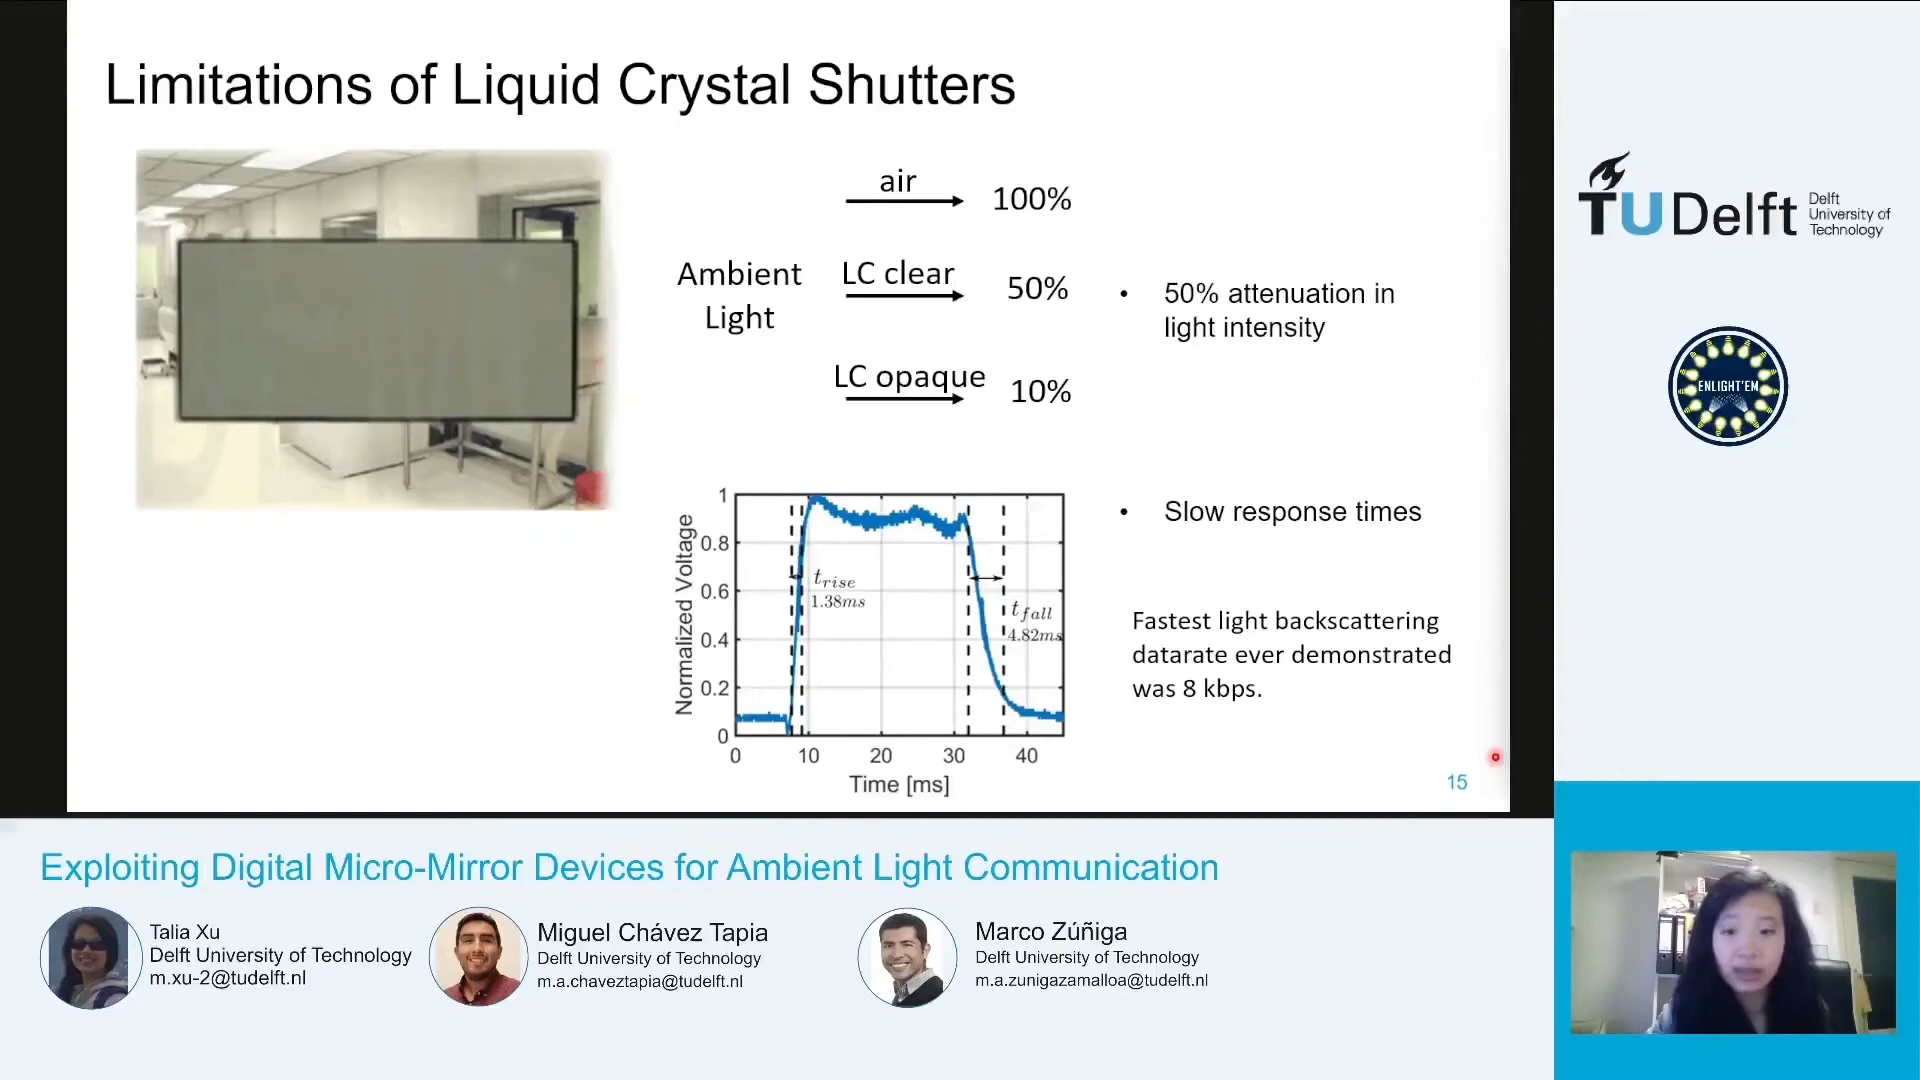 Limitations of Liquid Crystal Shutters
air
100%
Ambient
Light
LC clear
50%
LC opaque
10%
• 50% attenuation in
light intensity
Normalized Voltage
1
0.8
0.6
0.4
0.2
0
0
10
20
30
40
Time [ms]
t_rise
1.38ms
t_fall
4.82ms
• Slow response times
Fastest light backscattering
datarate ever demonstrated
was 8 kbps.
15
TU Delft
Delft
University of
Technology
ENLIGHT'EM
Exploiting Digital Micro-Mirror Devices for Ambient Light Communication
Talia Xu
Delft University of Technology
m.xu-2@tudelft.nl
Miguel Chávez Tapia
Delft University of Technology
m.a.chaveztapia@tudelft.nl
Marco Zúñiga
Delft University of Technology
m.a.zunigazamalloa@tudelft.nl